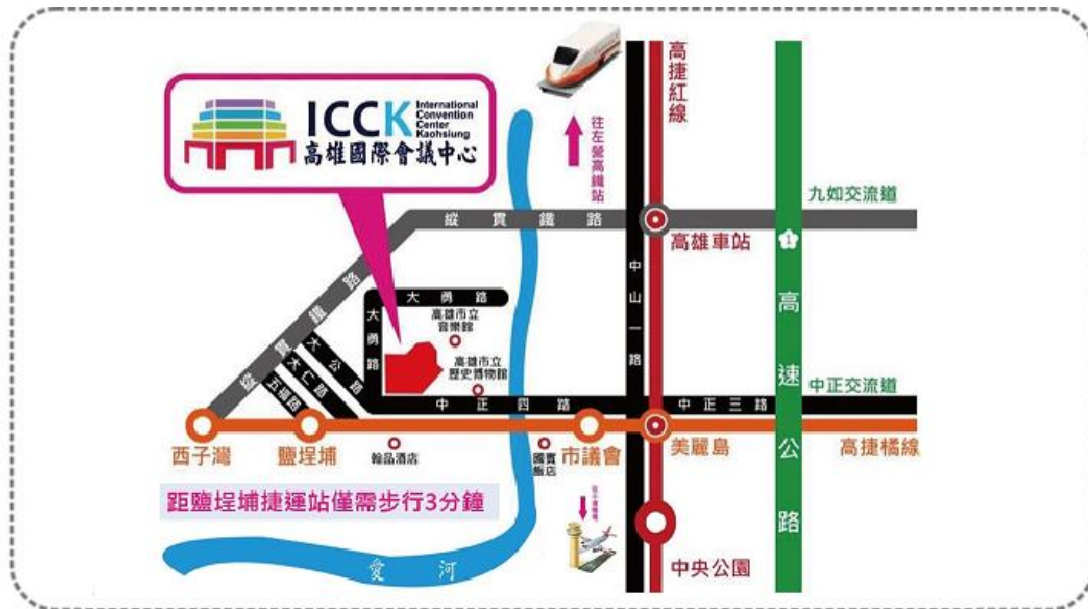 ICCK
International
Convention
Center
Kaohsiung
高雄國際會議中心
往左營高鐵站
高捷紅線
九如交流道
縱貫鐵路
高雄車站
1
高速公路
中山一路
大勇路
大勇路
高雄市立
音樂館
高雄市立
歷史博物館
縱貫鐵路
大公路
大仁路
五福路
中正四路
中正三路
中正交流道
西子灣
鹽埕埔
翰品酒店
國賓
飯店
市議會
美麗島
高捷橘線
距鹽埕埔捷運站僅需步行3分鐘
中央公園
愛河